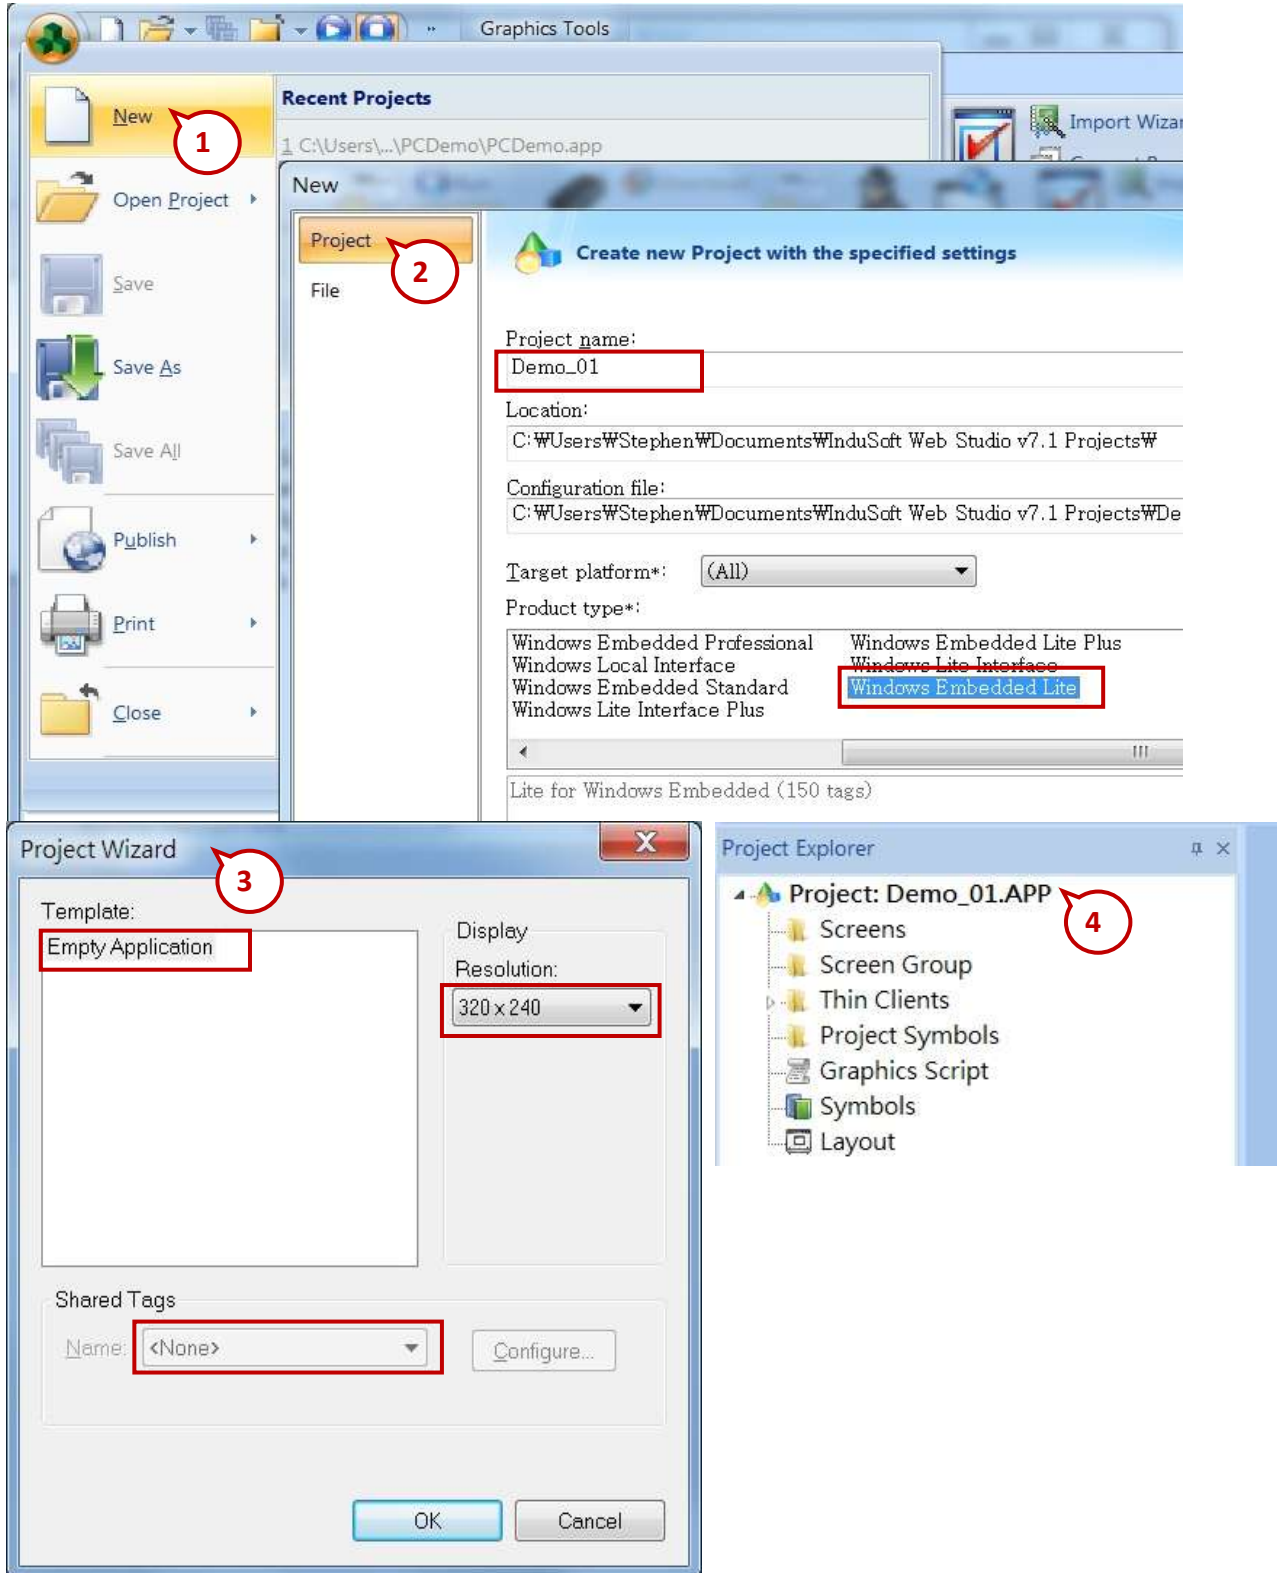 Graphics Tools
New
1
Recent Projects
1 C:\Users\...\PCDemo\PCDemo.app
Import Wizar
Open Project
Save
Save As
Save All
Publish
Print
Close
New
Project
2
File
Create new Project with the specified settings
Project name:
Demo_01
Location:
C:₩Users₩Stephen₩Documents₩InduSoft Web Studio v7.1 Projects₩
Configuration file:
C:₩Users₩Stephen₩Documents₩InduSoft Web Studio v7.1 Projects₩De
Target platform*: (All)
Product type*:
Windows Embedded Professional Windows Embedded Lite Plus
Windows Local Interface Windows Lite Interface
Windows Embedded Standard Windows Embedded Lite
Windows Lite Interface Plus
Lite for Windows Embedded (150 tags)
Project Wizard
3
Template:
Empty Application
Display
Resolution:
320 x 240
Shared Tags
Name: <None>
Configure...
OK
Cancel
Project Explorer
Project: Demo_01.APP
4
Screens
Screen Group
Thin Clients
Project Symbols
Graphics Script
Symbols
Layout